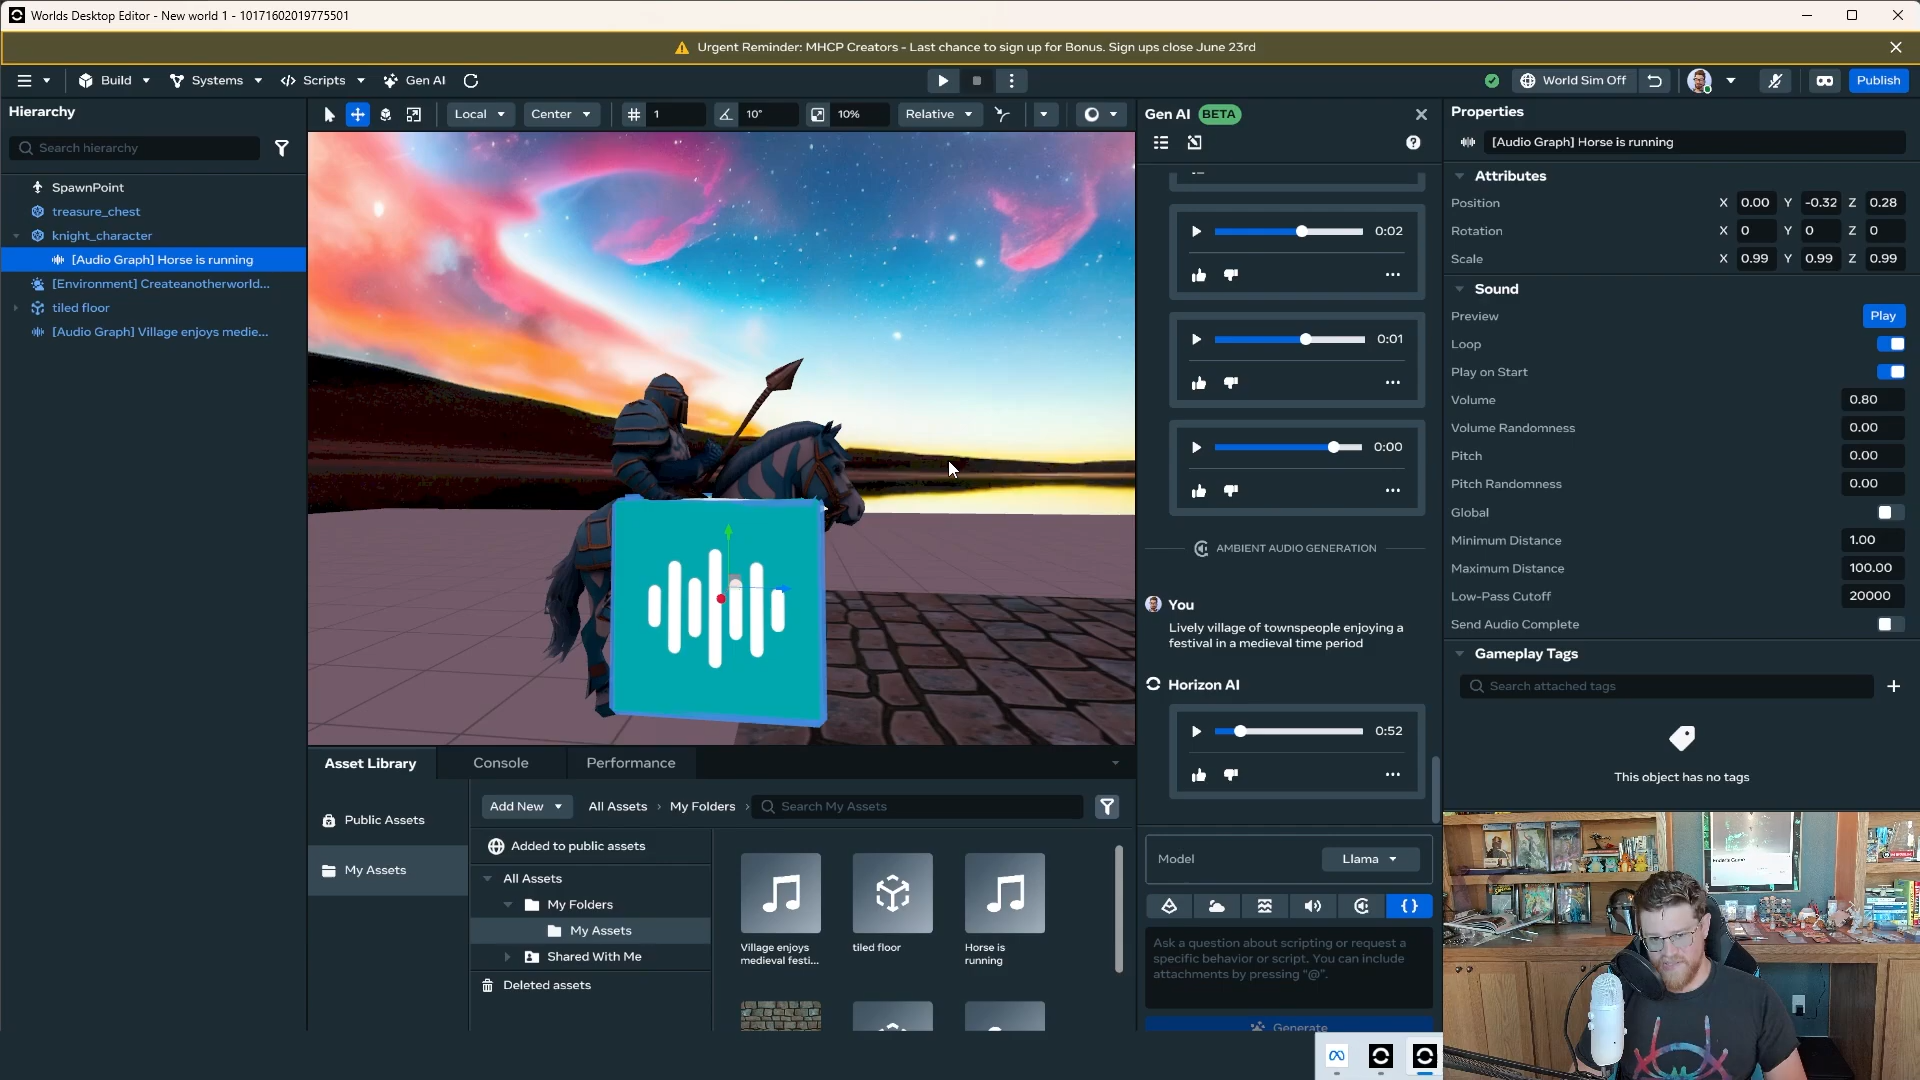 Worlds Desktop Editor - New world 1 - 10171602019775501
Urgent Reminder: MHCP Creators - Last chance to sign up for Bonus. Sign ups close June 23rd
Build
Systems
Scripts
Gen AI
World Sim Off
Publish
Hierarchy
Search hierarchy
SpawnPoint
treasure_chest
knight_character
[Audio Graph] Horse is running
[Environment] Createanotherworld...
tiled floor
[Audio Graph] Village enjoys medie...
Local
Center
1
10°
10%
Relative
Gen AI BETA
0:02
0:01
0:00
AMBIENT AUDIO GENERATION
You
Lively village of townspeople enjoying a
festival in a medieval time period
Horizon AI
0:52
Model
Llama
Ask a question about scripting or request a
specific behavior or script. You can include
attachments by pressing "@".
Generate
Properties
[Audio Graph] Horse is running
Attributes
Position X 0.00 Y -0.32 Z 0.28
Rotation X 0 Y 0 Z 0
Scale X 0.99 Y 0.99 Z 0.99
Sound
Preview Play
Loop
Play on Start
Volume 0.80
Volume Randomness 0.00
Pitch 0.00
Pitch Randomness 0.00
Global
Minimum Distance 1.00
Maximum Distance 100.00
Low-Pass Cutoff 20000
Send Audio Complete
Gameplay Tags
Search attached tags
This object has no tags
Asset Library
Console
Performance
Public Assets
My Assets
Add New
All Assets › My Folders ›
Search My Assets
Added to public assets
All Assets
My Folders
My Assets
Shared With Me
Deleted assets
Village enjoys
medieval festi...
tiled floor
Horse is
running